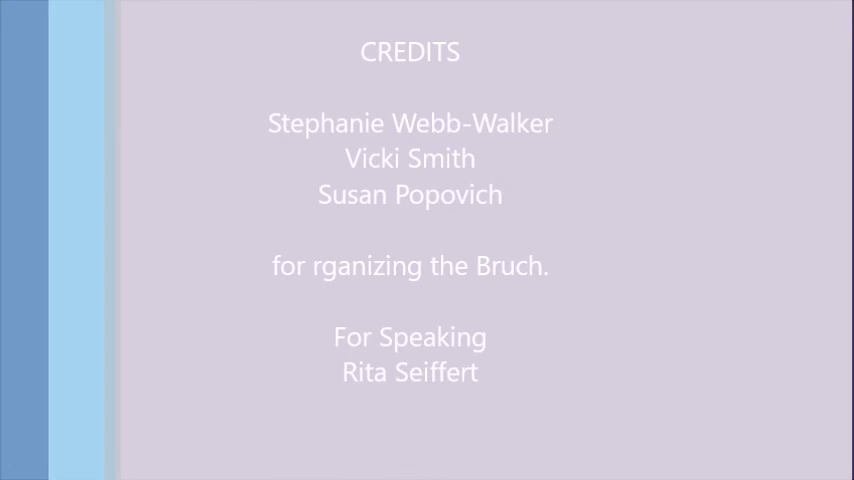 CREDITS
Stephanie Webb-Walker
Vicki Smith
Susan Popovich
for rganizing the Bruch.
For Speaking
Rita Seiffert